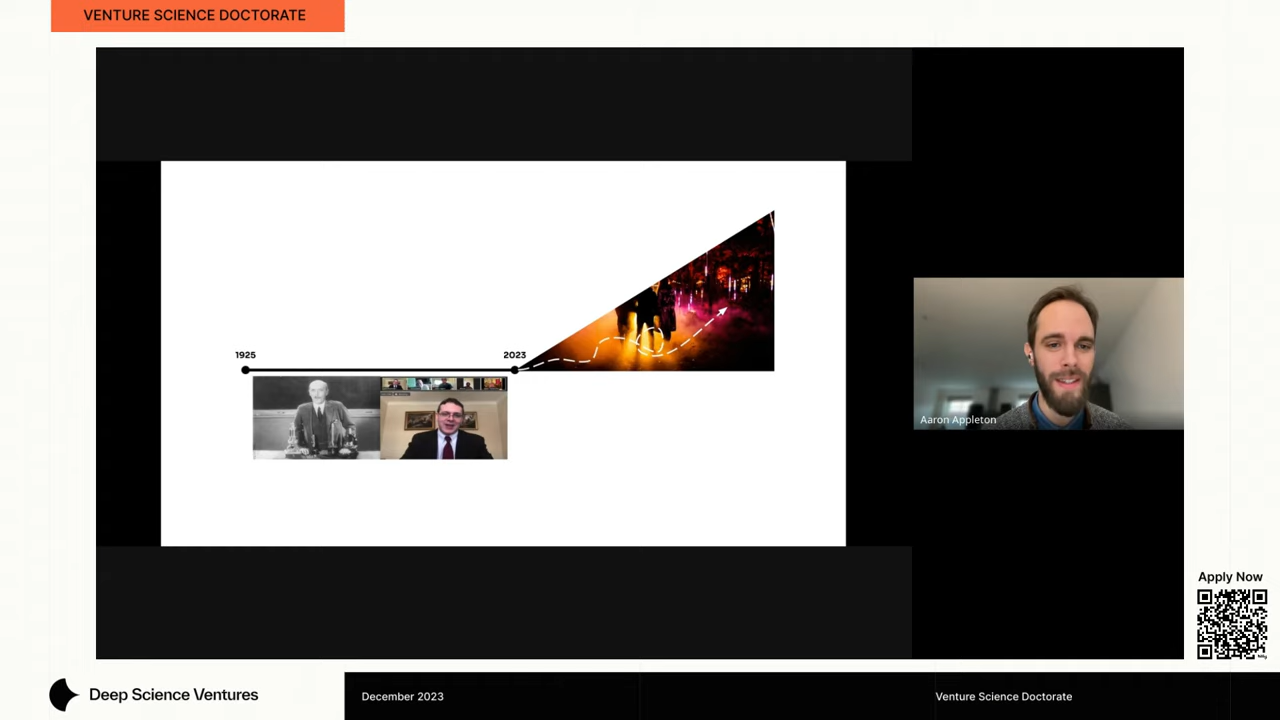 VENTURE SCIENCE DOCTORATE
1925
2023
Aaron Appleton
Apply Now
Deep Science Ventures
December 2023
Venture Science Doctorate